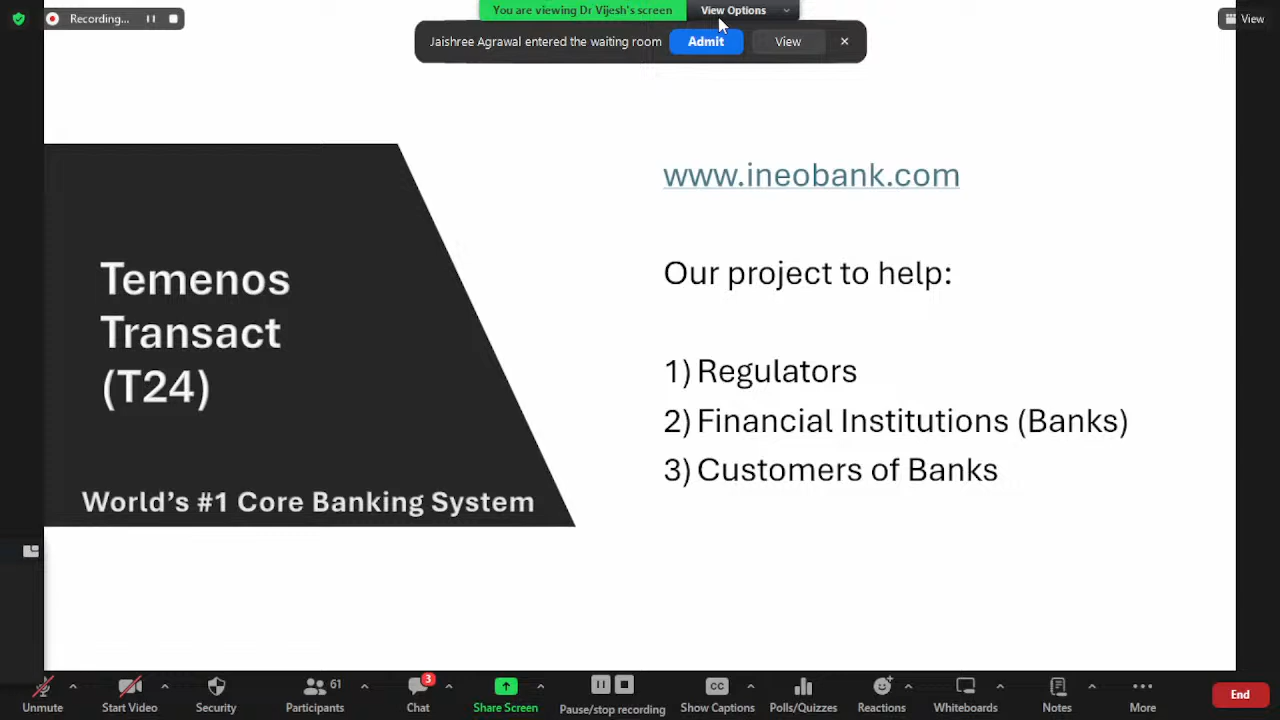 You are viewing Dr Vijesh's screen
View Options
Recording...
View
Jaishree Agrawal entered the waiting room
Admit
View
www.ineobank.com
Our project to help:
1) Regulators
2) Financial Institutions (Banks)
3) Customers of Banks
Temenos
Transact
(T24)
World's #1 Core Banking System
Unmute
Start Video
Security
61
Participants
3
Chat
Share Screen
Pause/stop recording
CC
Show Captions
Polls/Quizzes
Reactions
Whiteboards
Notes
More
End